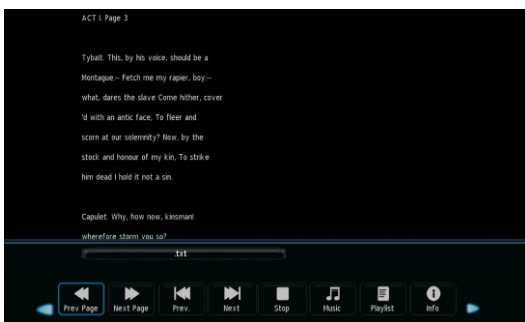 ACT I. Page 3
Tybalt. This, by his voice, should be a
Montague.-- Fetch me my rapier, boy:--
what, dares the slave Come hither, cover
'd with an antic face, To fleer and
scorn at our solemnity? Now, by the
stock and honour of my kin, To strike
him dead I hold it not a sin.
Capulet. Why, how now, kinsman!
wherefore storm you so?
.txt
Prev Page Next Page Prev. Next Stop Music Playlist Info